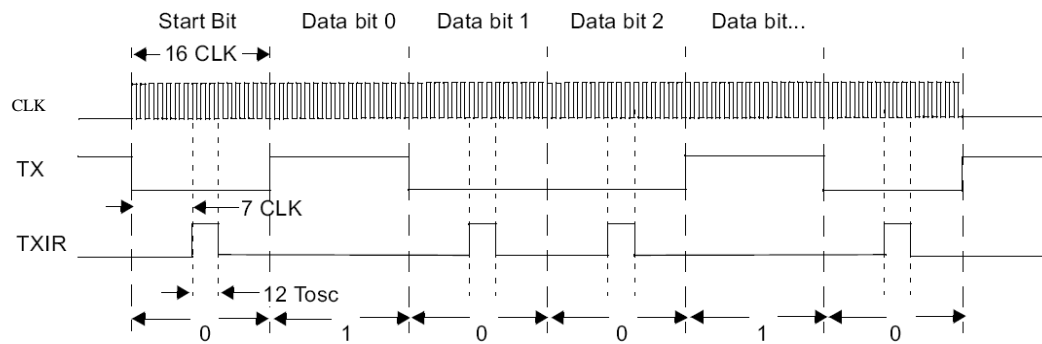 Start Bit Data bit 0 Data bit 1 Data bit 2 Data bit...
16 CLK
CLK
TX
7 CLK
TXIR
12 Tosc
0 1 0 0 1 0